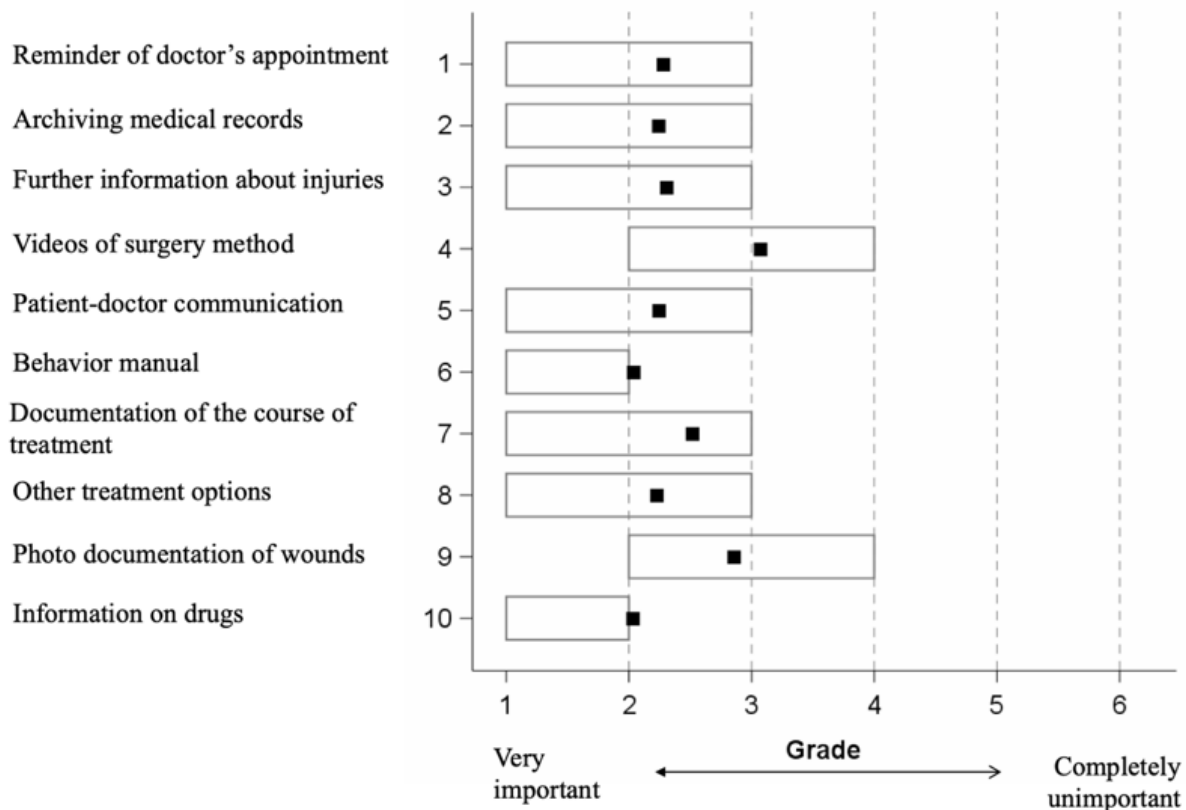 Reminder of doctor’s appointment
1
Archiving medical records
2
Further information about injuries
3
Videos of surgery method
4
Patient-doctor communication
5
Behavior manual
6
Documentation of the course of
treatment
7
Other treatment options
8
Photo documentation of wounds
9
Information on drugs
10
1 2 3 4 5 6
Grade
Very
important
Completely
unimportant